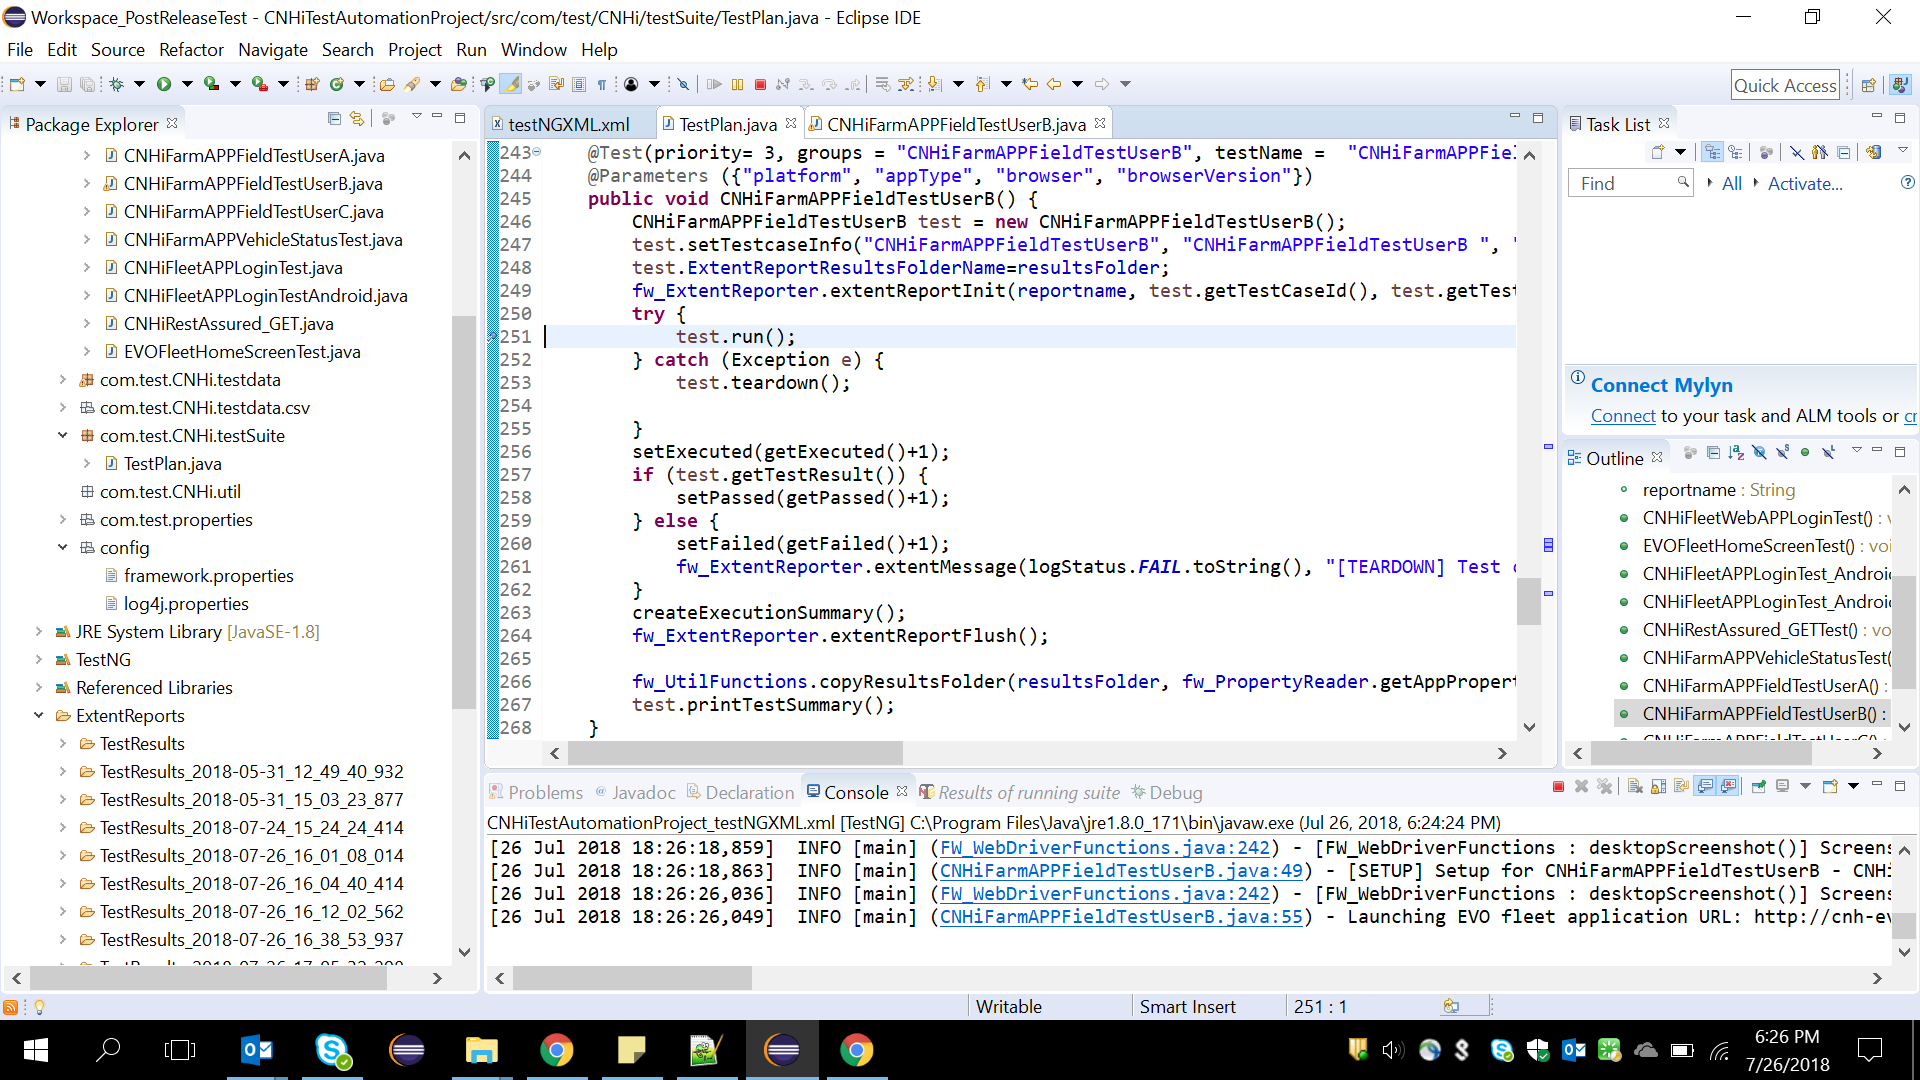 Workspace_PostReleaseTest - CNHiTestAutomationProject/src/com/test/CNHi/testSuite/TestPlan.java - Eclipse IDE
File Edit Source Refactor Navigate Search Project Run Window Help
Quick Access
Package Explorer
CNHiFarmAPPFieldTestUserA.java
CNHiFarmAPPFieldTestUserB.java
CNHiFarmAPPFieldTestUserC.java
CNHiFarmAPPVehicleStatusTest.java
CNHiFleetAPPLoginTest.java
CNHiFleetAPPLoginTestAndroid.java
CNHiRestAssured_GET.java
EVOFleetHomeScreenTest.java
com.test.CNHi.testdata
com.test.CNHi.testdata.csv
com.test.CNHi.testSuite
TestPlan.java
com.test.CNHi.util
com.test.properties
config
framework.properties
log4j.properties
JRE System Library [JavaSE-1.8]
TestNG
Referenced Libraries
ExtentReports
TestResults
TestResults_2018-05-31_12_49_40_932
TestResults_2018-05-31_15_03_23_877
TestResults_2018-07-24_15_24_24_414
TestResults_2018-07-26_16_01_08_014
TestResults_2018-07-26_16_04_40_414
TestResults_2018-07-26_16_12_02_562
TestResults_2018-07-26_16_38_53_937
testNGXML.xml TestPlan.java CNHiFarmAPPFieldTestUserB.java
243 @Test(priority= 3, groups = "CNHiFarmAPPFieldTestUserB", testName = "CNHiFarmAPPFie
244 @Parameters ({"platform", "appType", "browser", "browserVersion"})
245 public void CNHiFarmAPPFieldTestUserB() {
246 CNHiFarmAPPFieldTestUserB test = new CNHiFarmAPPFieldTestUserB();
247 test.setTestcaseInfo("CNHiFarmAPPFieldTestUserB", "CNHiFarmAPPFieldTestUserB ", "
248 test.ExtentReportResultsFolderName=resultsFolder;
249 fw_ExtentReporter.extentReportInit(reportname, test.getTestCaseId(), test.getTest
250 try {
251 test.run();
252 } catch (Exception e) {
253 test.teardown();
254
255 }
256 setExecuted(getExecuted()+1);
257 if (test.getTestResult()) {
258 setPassed(getPassed()+1);
259 } else {
260 setFailed(getFailed()+1);
261 fw_ExtentReporter.extentMessage(logStatus.FAIL.toString(), "[TEARDOWN] Test
262 }
263 createExecutionSummary();
264 fw_ExtentReporter.extentReportFlush();
265
266 fw_UtilFunctions.copyResultsFolder(resultsFolder, fw_PropertyReader.getAppPropert
267 test.printTestSummary();
268 }
Task List
Find All Activate...
Connect Mylyn
Connect to your task and ALM tools or cr
Outline
reportname : String
CNHiFleetWebAPPLoginTest() : v
EVOFleetHomeScreenTest() : voi
CNHiFleetAPPLoginTest_Androi
CNHiFleetAPPLoginTest_Androi
CNHiRestAssured_GETTest() : vo
CNHiFarmAPPVehicleStatusTest(
CNHiFarmAPPFieldTestUserA() :
CNHiFarmAPPFieldTestUserB() :
Problems Javadoc Declaration Console Results of running suite Debug
CNHiTestAutomationProject_testNGXML.xml [TestNG] C:\Program Files\Java\jre1.8.0_171\bin\javaw.exe (Jul 26, 2018, 6:24:24 PM)
[26 Jul 2018 18:26:18,859] INFO [main] (FW_WebDriverFunctions.java:242) - [FW_WebDriverFunctions : desktopScreenshot()] Screens
[26 Jul 2018 18:26:18,863] INFO [main] (CNHiFarmAPPFieldTestUserB.java:49) - [SETUP] Setup for CNHiFarmAPPFieldTestUserB - CNHi
[26 Jul 2018 18:26:26,036] INFO [main] (FW_WebDriverFunctions.java:242) - [FW_WebDriverFunctions : desktopScreenshot()] Screens
[26 Jul 2018 18:26:26,049] INFO [main] (CNHiFarmAPPFieldTestUserB.java:55) - Launching EVO fleet application URL: http://cnh-ev
Writable Smart Insert 251 : 1
6:26 PM
7/26/2018